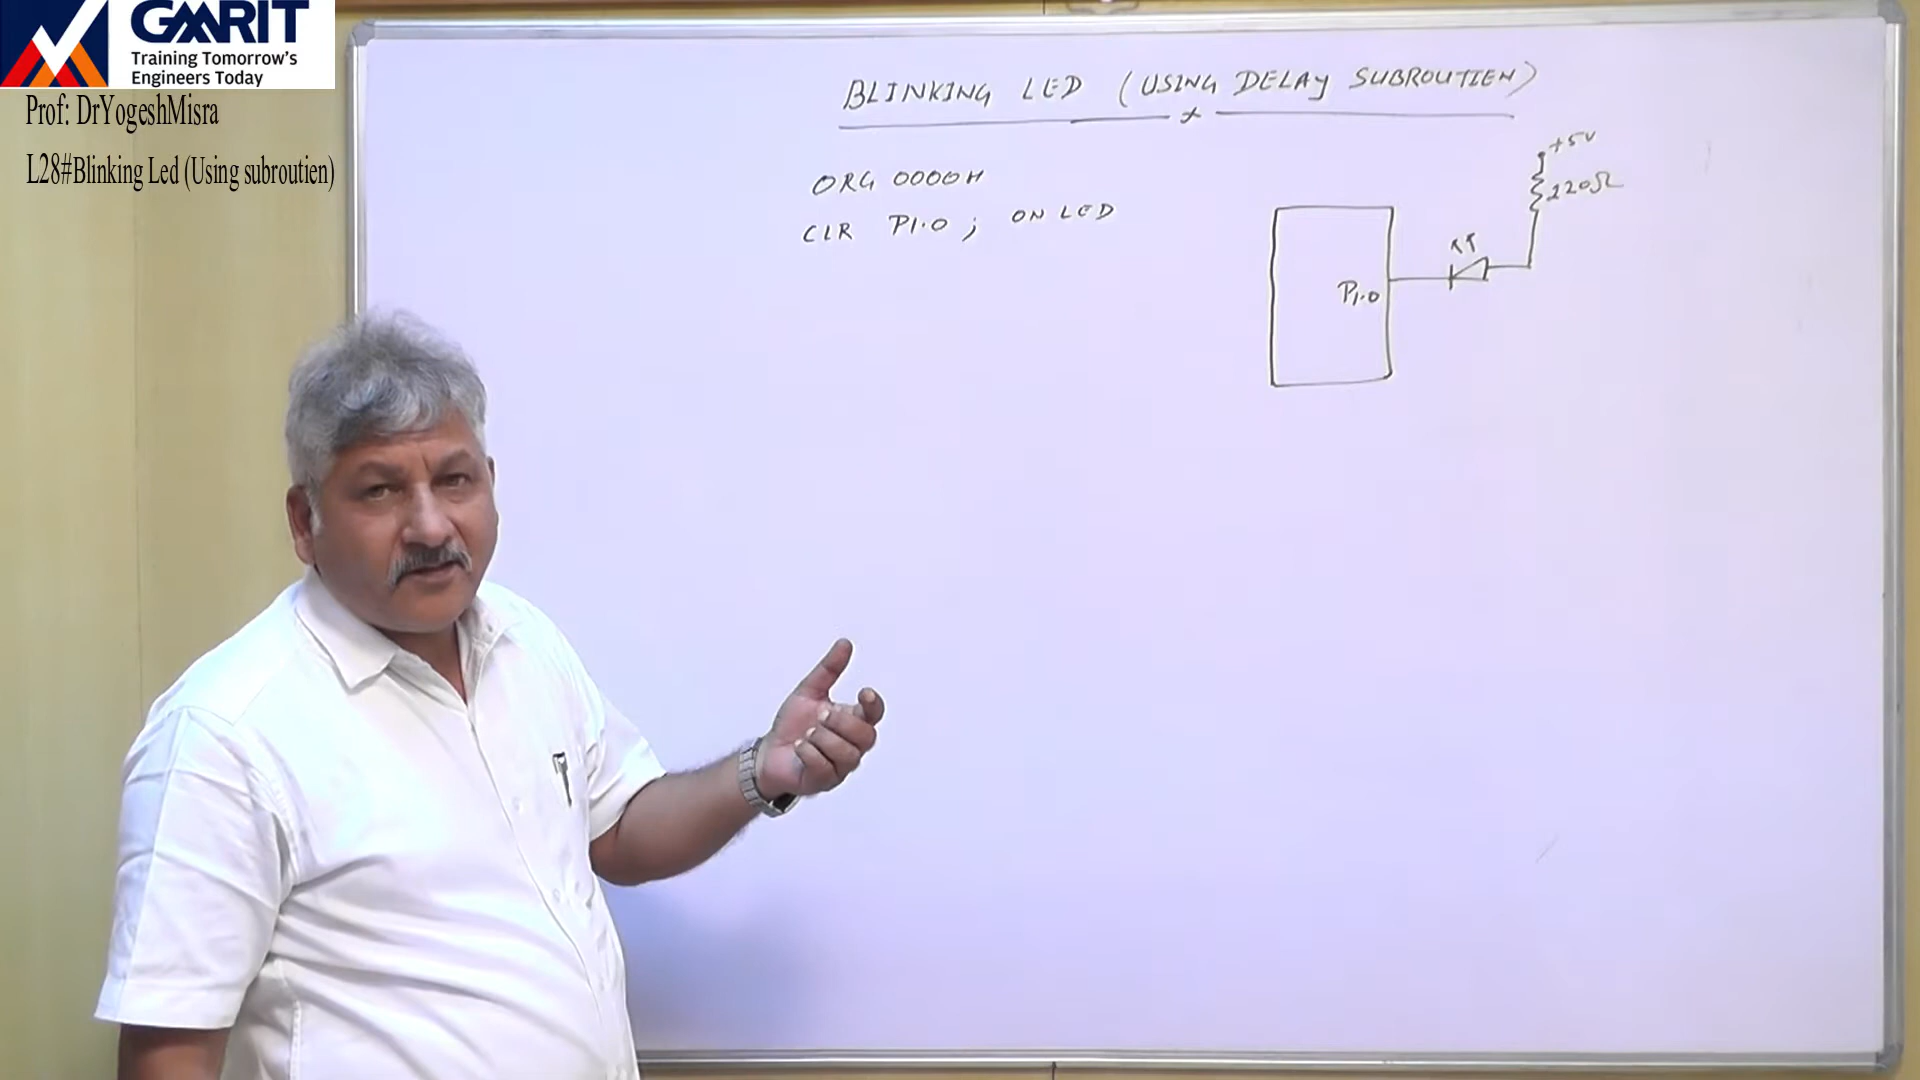 GMRIT
Training Tomorrow's
Engineers Today
Prof: DrYogeshMisra
L28#Blinking Led (Using subroutien)
BLINKING LED (USING DELAY SUBROUTIEN)
ORG 0000H
CLR P1.0 ; ON LED
+5V
220Ω
P1.0